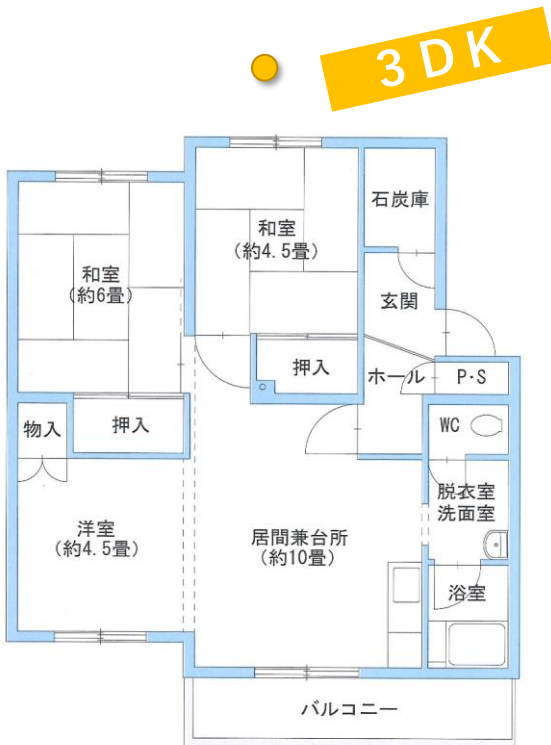 3DK
石炭庫
和室
(約4.5畳)
和室
(約6畳)
玄関
押入
ホール
P・S
物入
押入
WC
脱衣室
洗面室
洋室
(約4.5畳)
居間兼台所
(約10畳)
浴室
バルコニー